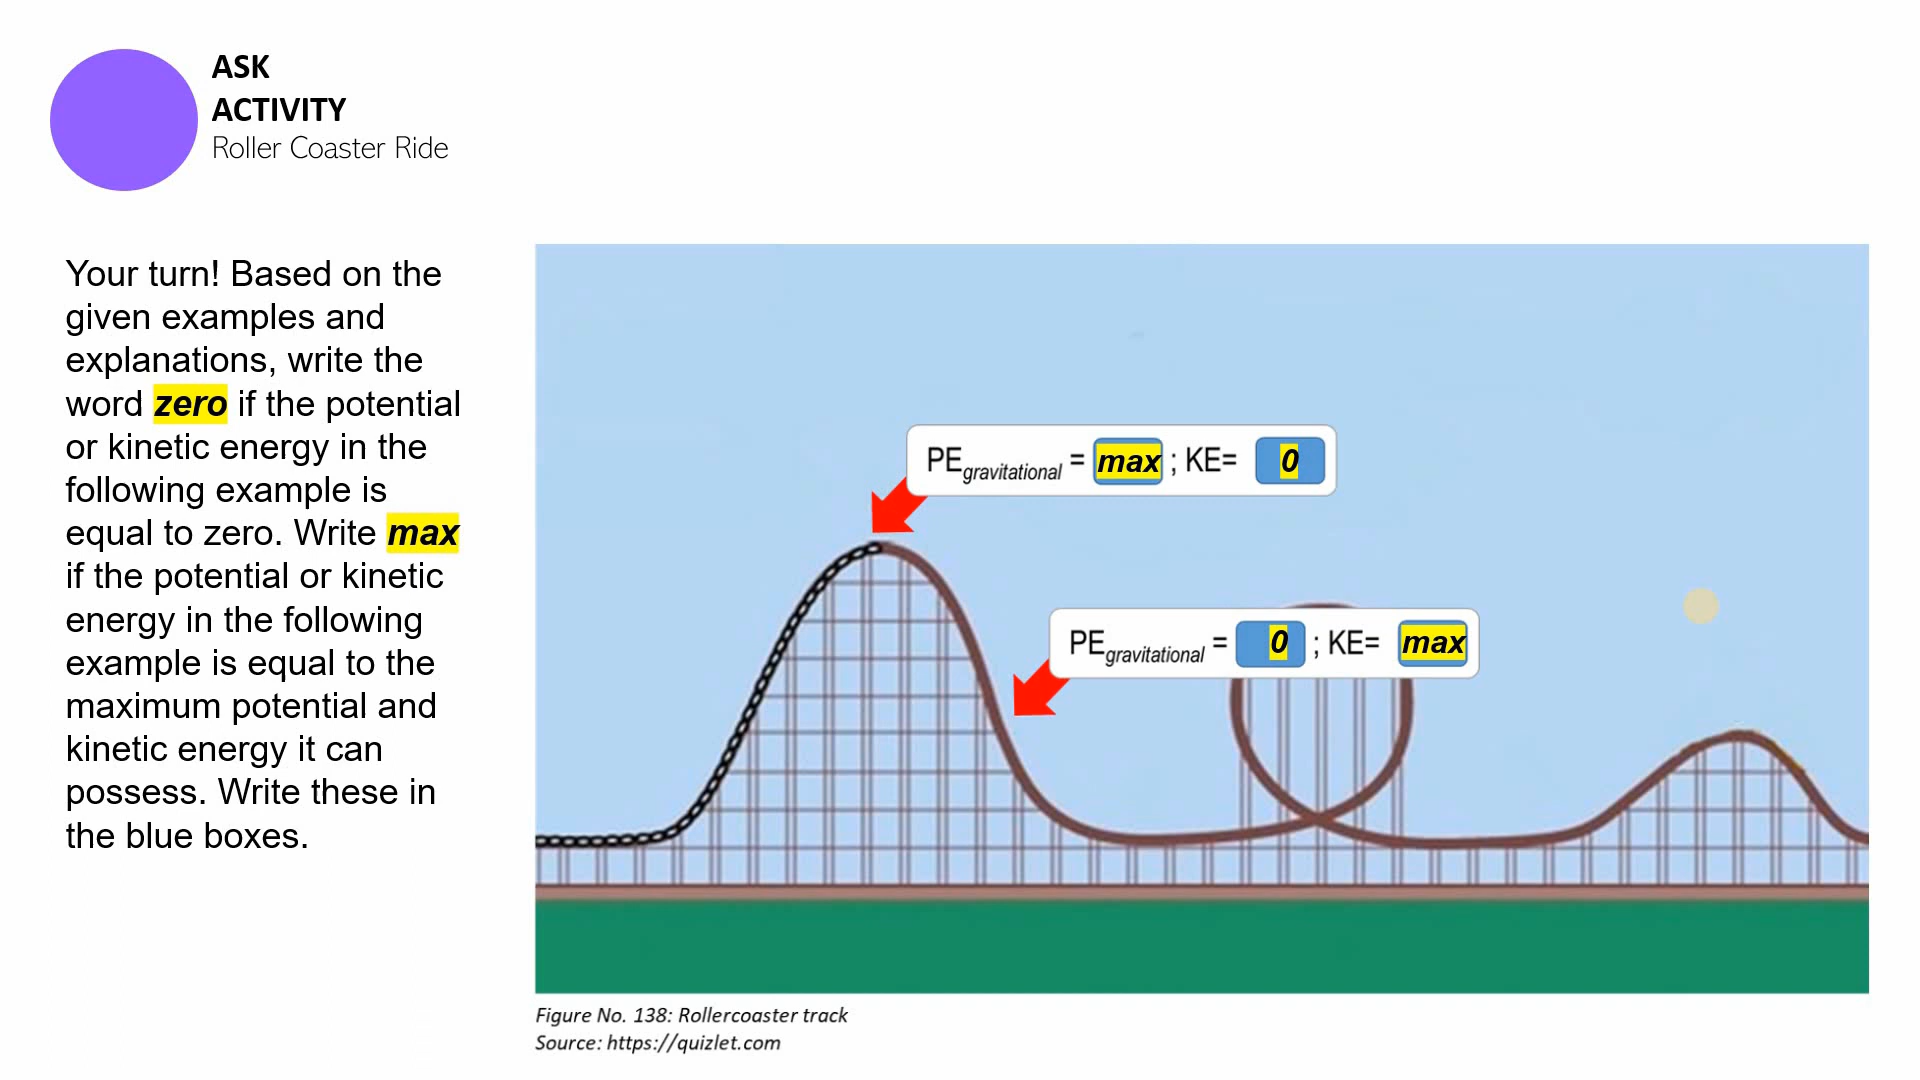 ASK
ACTIVITY
Roller Coaster Ride
Your turn! Based on the
given examples and
explanations, write the
word zero if the potential
or kinetic energy in the
following example is
equal to zero. Write max
if the potential or kinetic
energy in the following
example is equal to the
maximum potential and
kinetic energy it can
possess. Write these in
the blue boxes.
PEgravitational = max ; KE= 0
PEgravitational = 0 ; KE= max
Figure No. 138: Rollercoaster track
Source: https://quizlet.com